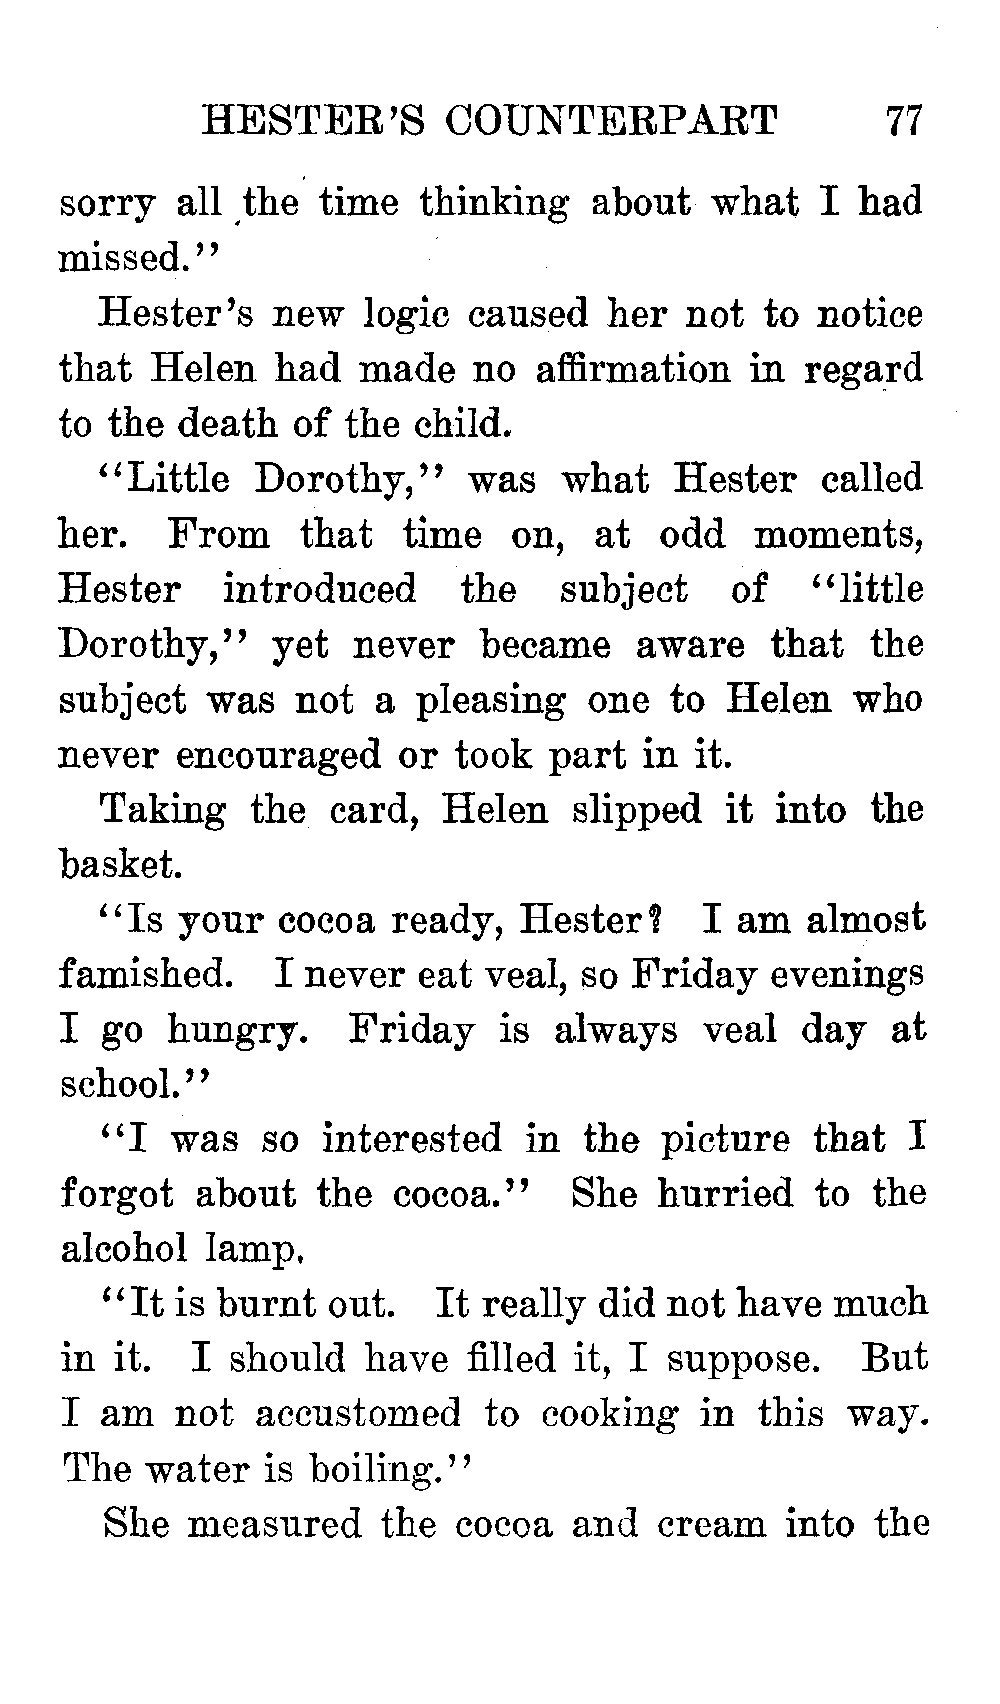 HESTER'S COUNTERPART 77
sorry all the time thinking about what I had
missed."
Hester's new logic caused her not to notice
that Helen had made no affirmation in regard
to the death of the child.
"Little Dorothy," was what Hester called
her. From that time on, at odd moments,
Hester introduced the subject of "little
Dorothy," yet never became aware that the
subject was not a pleasing one to Helen who
never encouraged or took part in it.
Taking the card, Helen slipped it into the
basket.
"Is your cocoa ready, Hester? I am almost
famished. I never eat veal, so Friday evenings
I go hungry. Friday is always veal day at
school."
"I was so interested in the picture that I
forgot about the cocoa." She hurried to the
alcohol lamp.
"It is burnt out. It really did not have much
in it. I should have filled it, I suppose. But
I am not accustomed to cooking in this way.
The water is boiling."
She measured the cocoa and cream into the